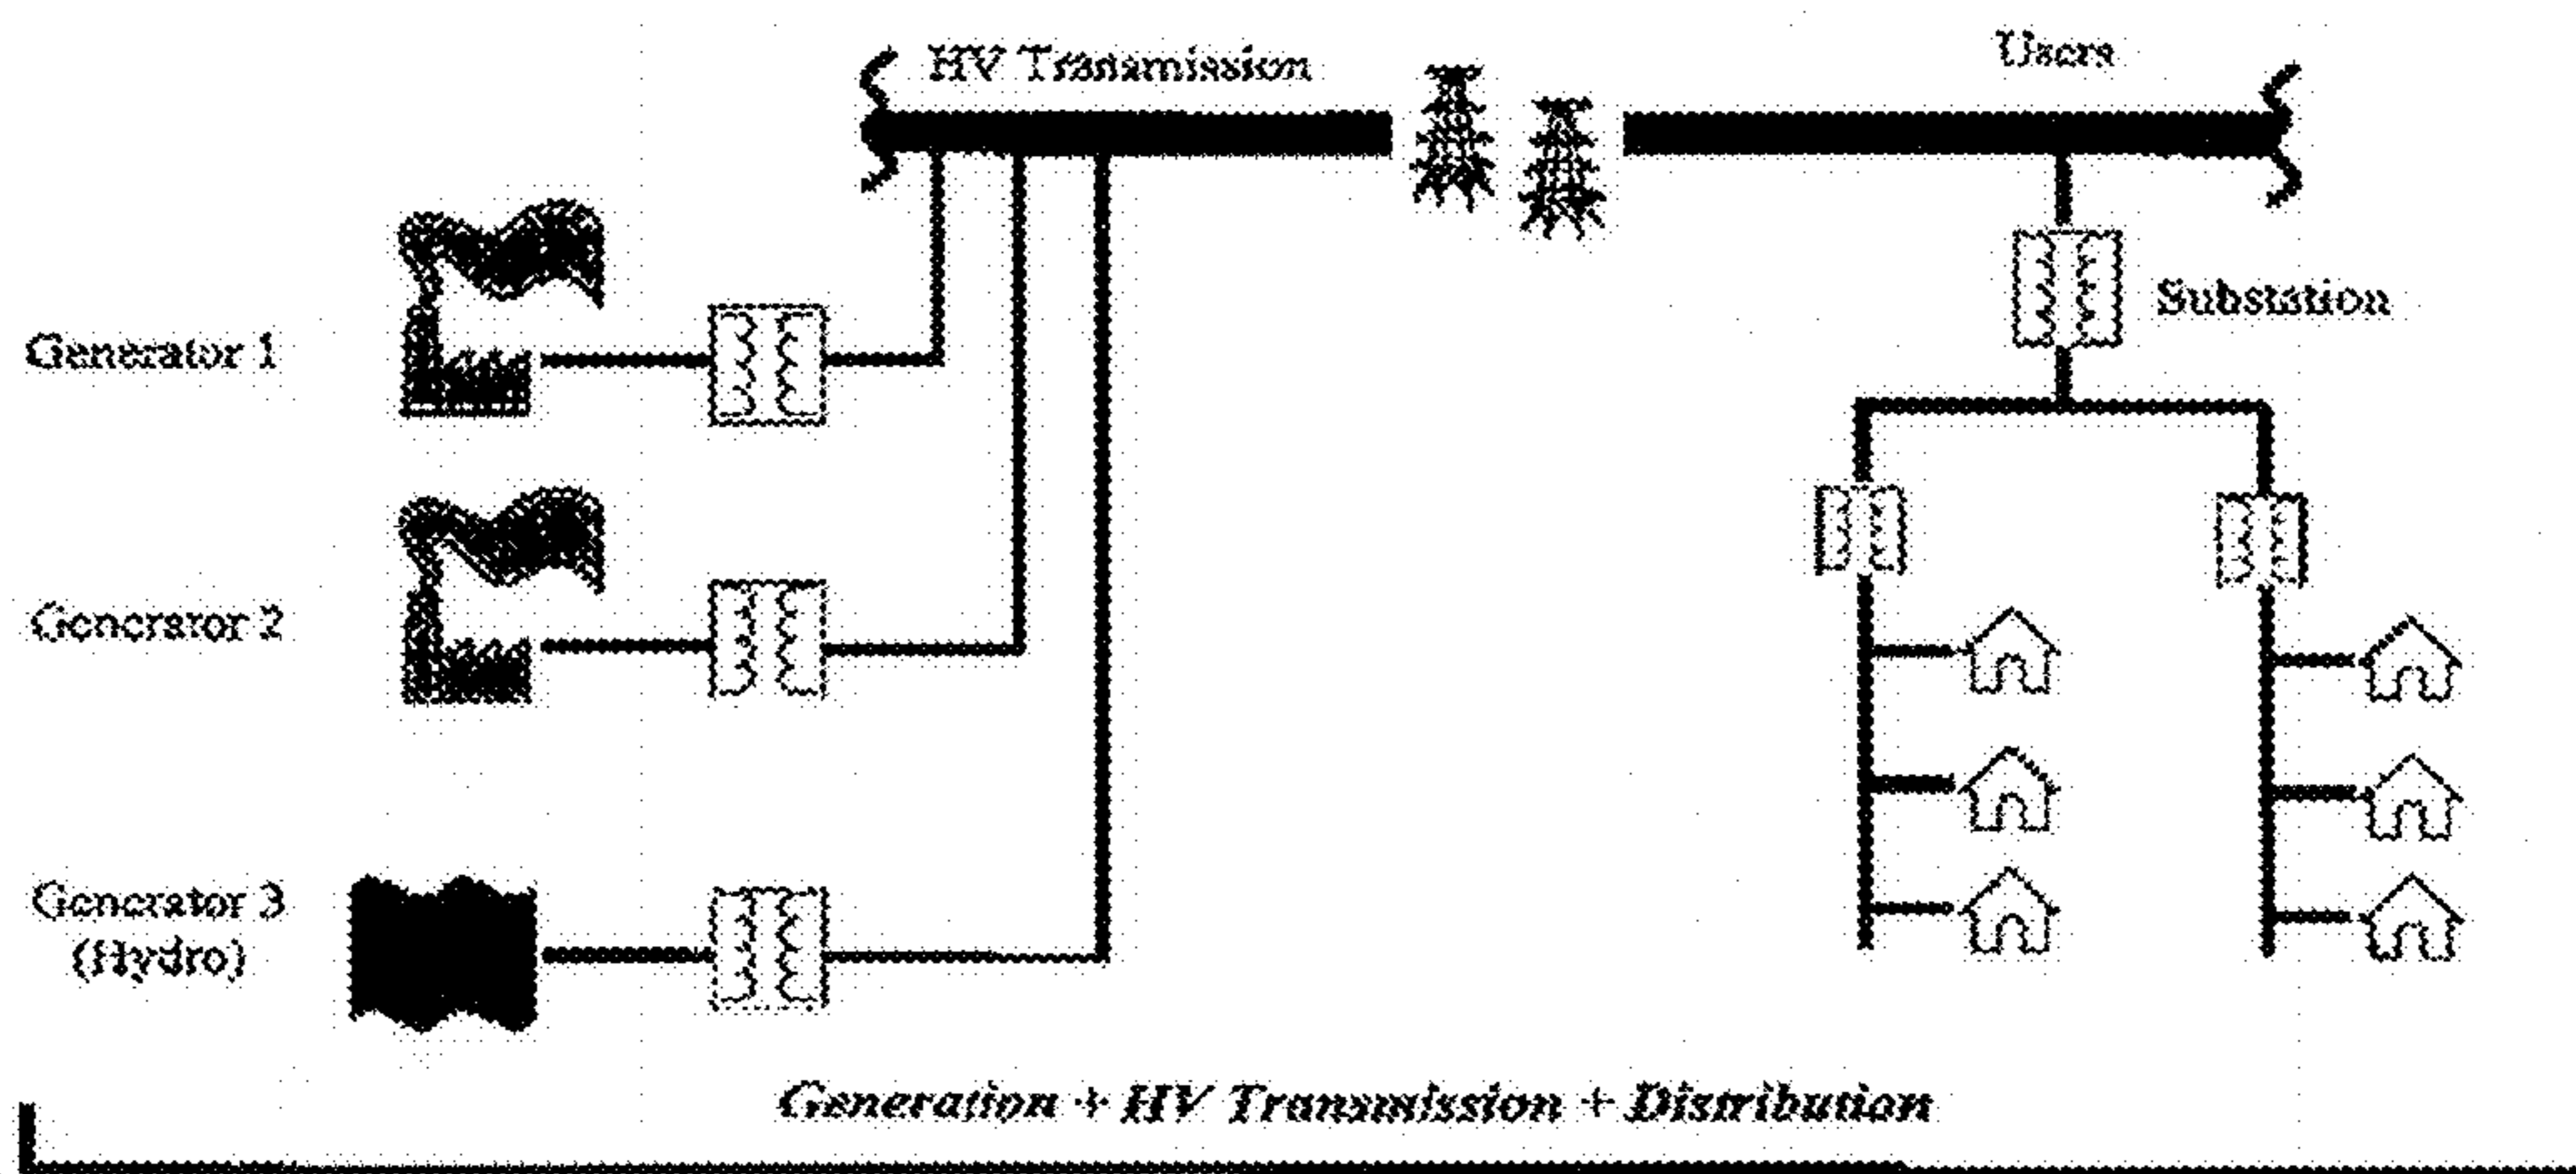 HV Transmission
Users
Substation
Generator 1
Generator 2
Generator 3
(Hydro)
Generation + HV Transmission + Distribution